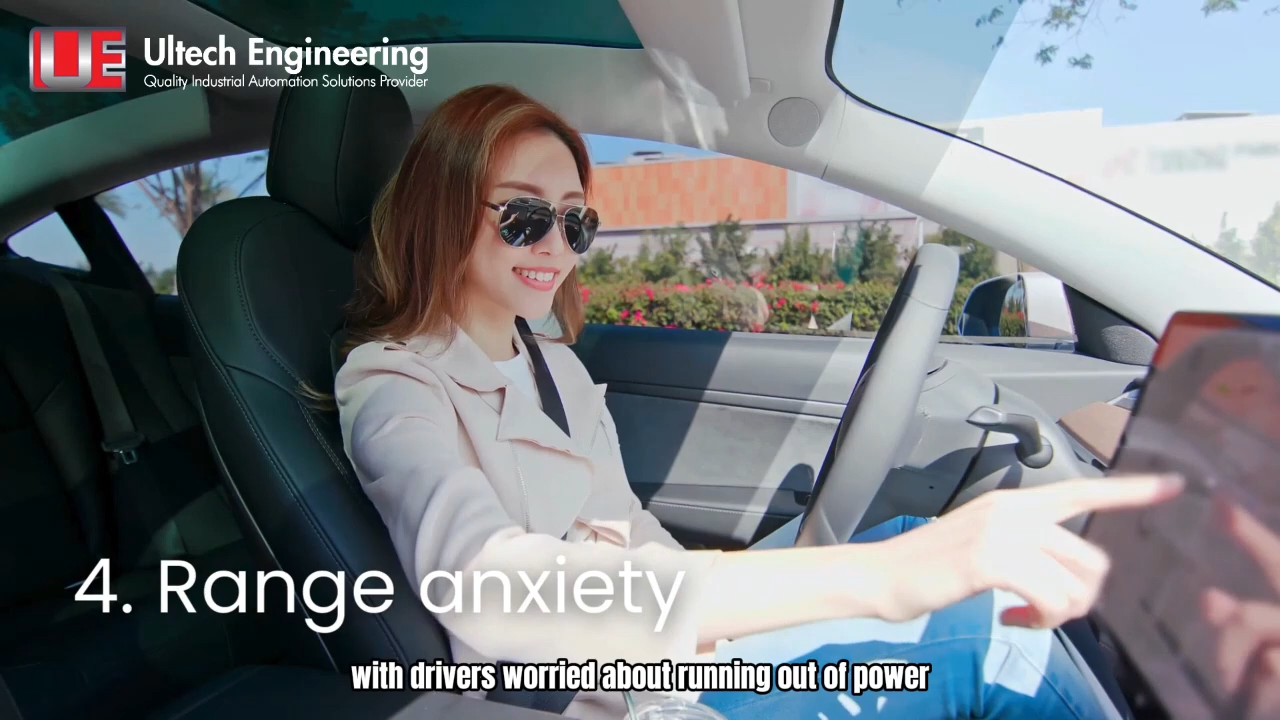 UE
Ultech Engineering
Quality Industrial Automation Solutions Provider
4. Range anxiety
with drivers worried about running out of power